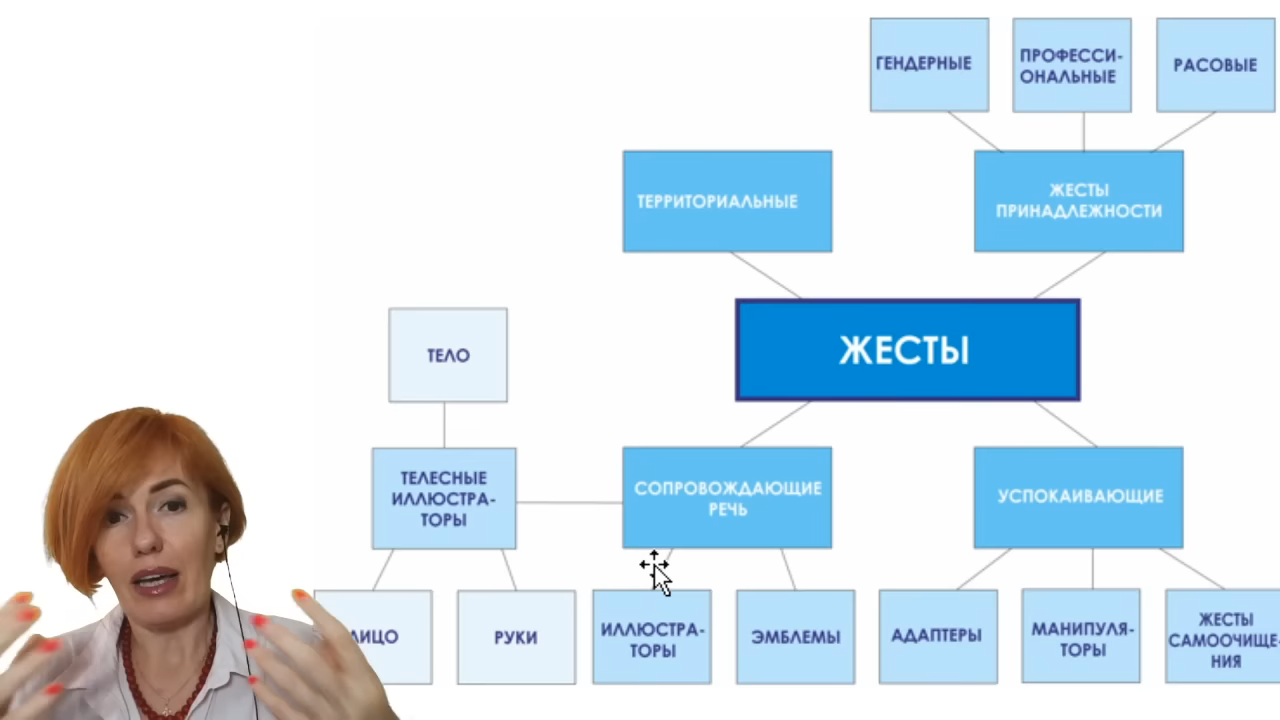 ГЕНДЕРНЫЕ
ПРОФЕССИ-
ОНАЛЬНЫЕ
РАСОВЫЕ
ТЕРРИТОРИАЛЬНЫЕ
ЖЕСТЫ
ПРИНАДЛЕЖНОСТИ
ЖЕСТЫ
ТЕЛО
ТЕЛЕСНЫЕ
ИЛЛЮСТРА-
ТОРЫ
СОПРОВОЖДАЮЩИЕ
РЕЧЬ
УСПОКАИВАЮЩИЕ
ЛИЦО
РУКИ
ИЛЛЮСТРА-
ТОРЫ
ЭМБЛЕМЫ
АДАПТЕРЫ
МАНИПУЛЯ-
ТОРЫ
ЖЕСТЫ
САМООЧИЩЕ-
НИЯ